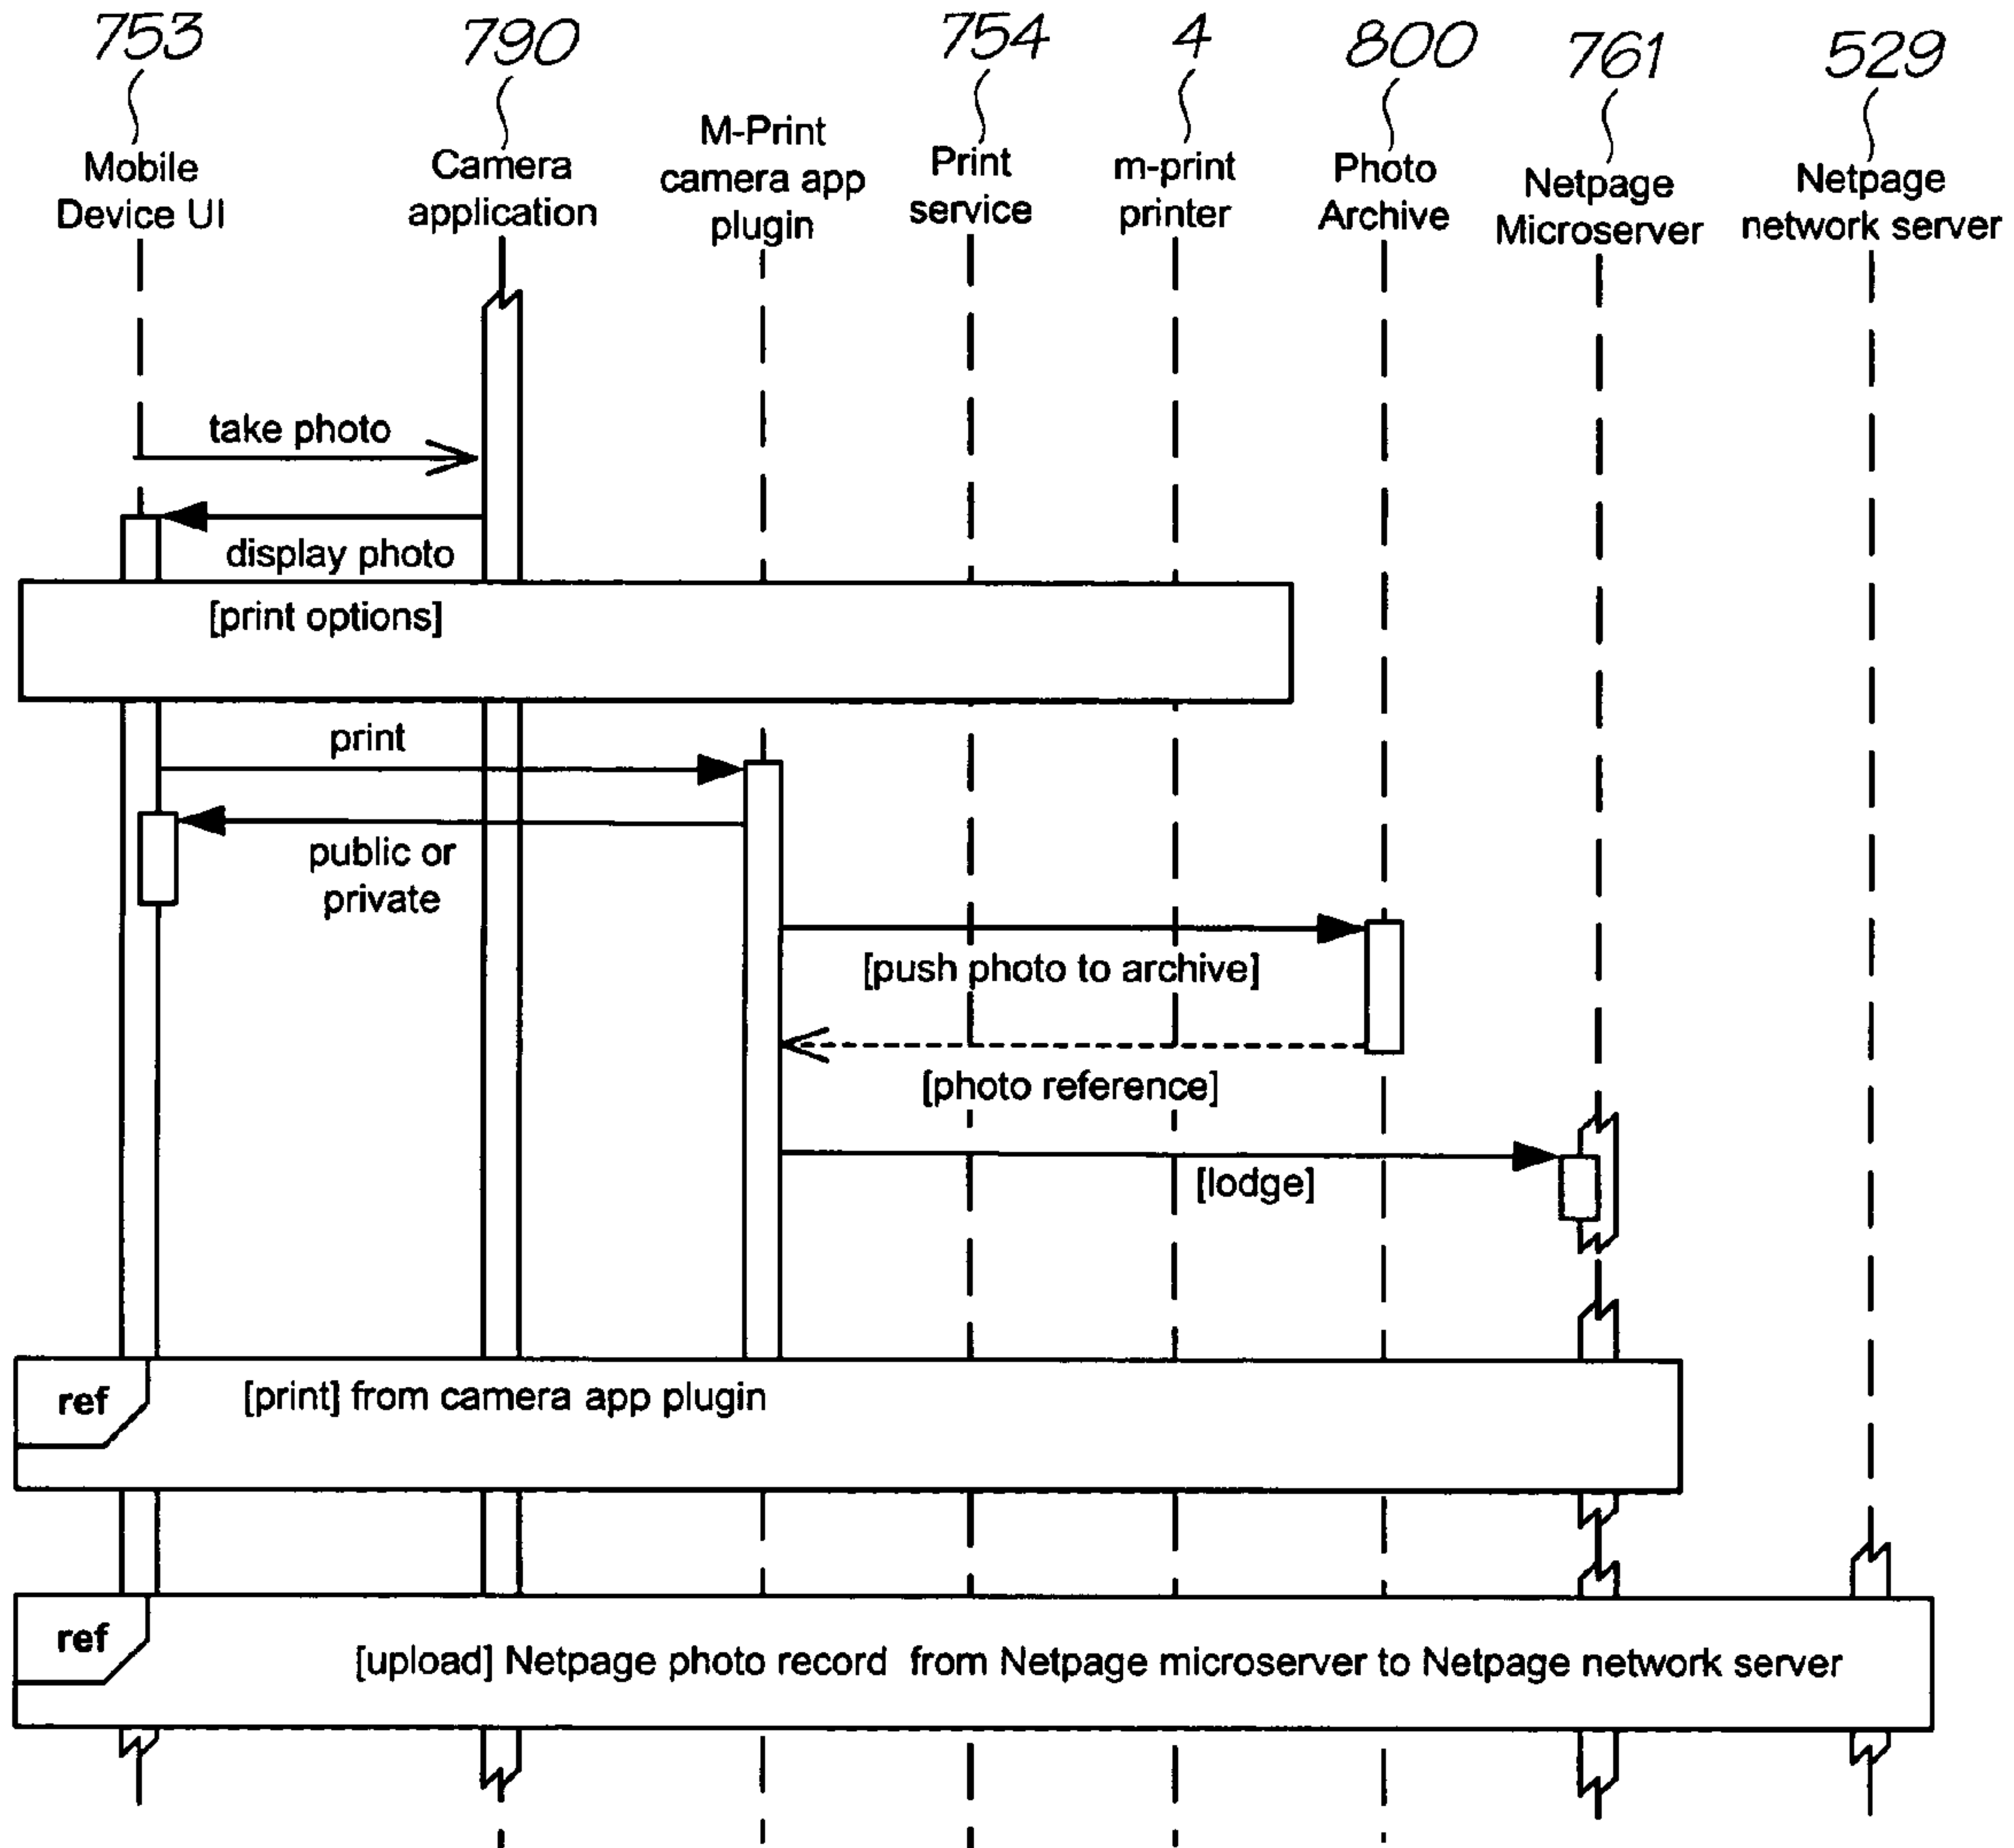 753
790
754
4
800
761
529
Mobile
Device UI
Camera
application
M-Print
camera app
plugin
Print
service
m-print
printer
Photo
Archive
Netpage
Microserver
Netpage
network server
take photo
display photo
[print options]
print
public or
private
[push photo to archive]
[photo reference]
[lodge]
ref
[print] from camera app plugin
ref
[upload] Netpage photo record from Netpage microserver to Netpage network server